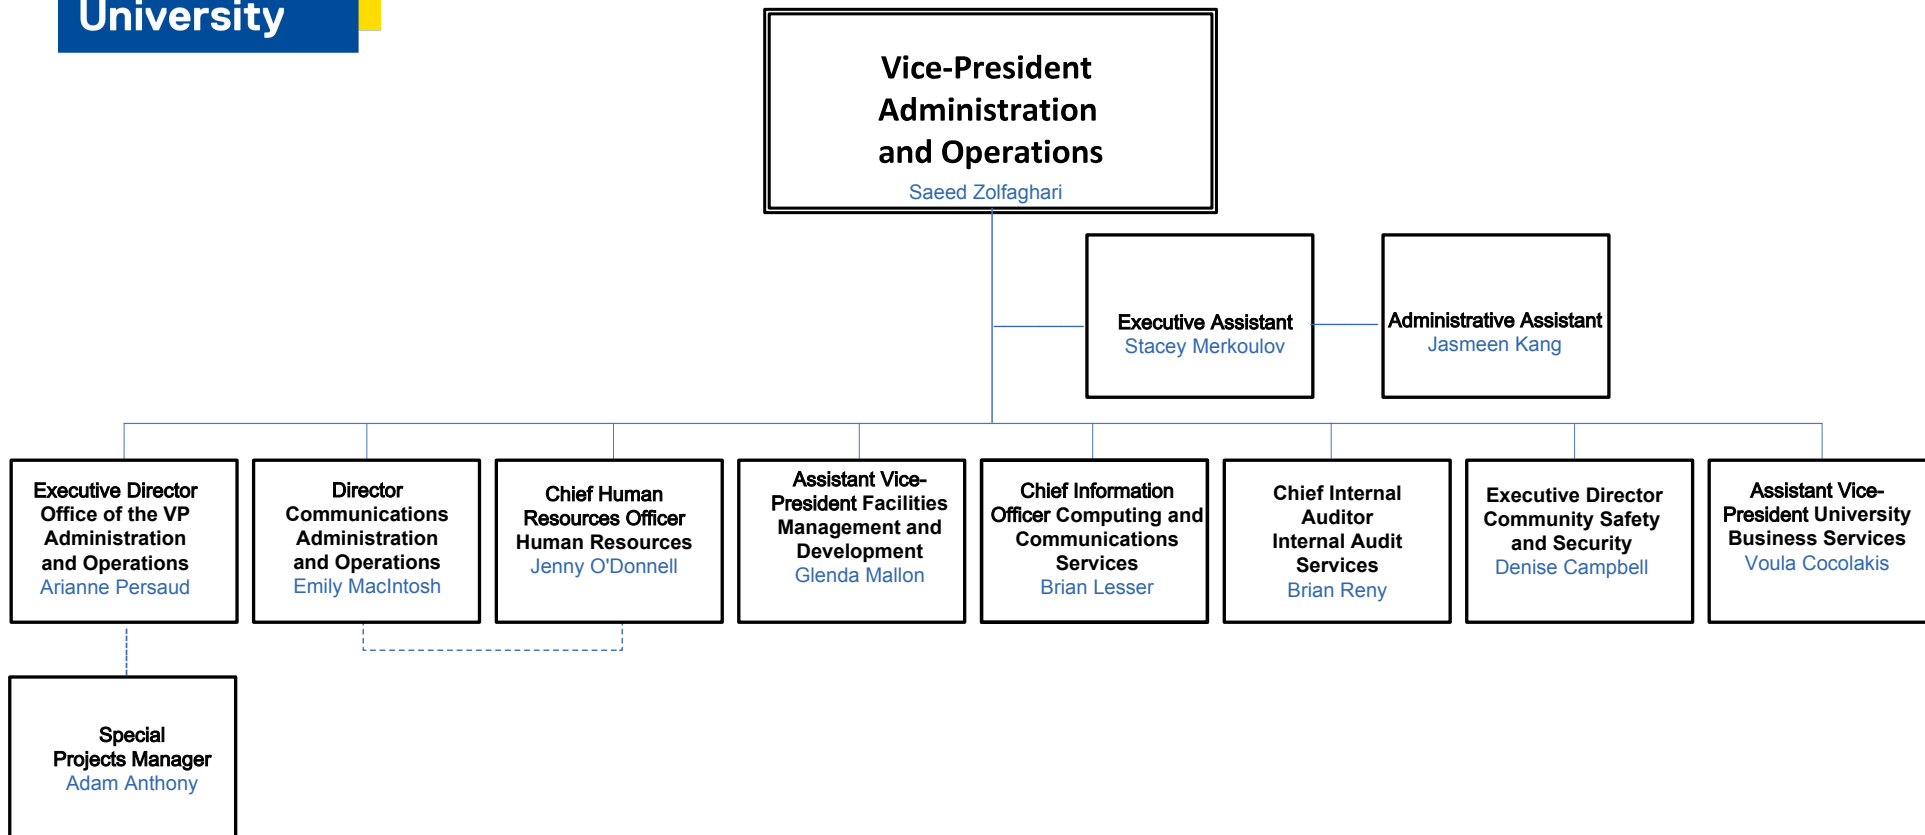 University
Vice-President
Administration
and Operations
Saeed Zolfaghari
Executive Assistant
Stacey Merkoulov
Administrative Assistant
Jasmeen Kang
Executive Director
Office of the VP
Administration
and Operations
Arianne Persaud
Director
Communications
Administration
and Operations
Emily MacIntosh
Chief Human
Resources Officer
Human Resources
Jenny O'Donnell
Assistant Vice-
President Facilities
Management and
Development
Glenda Mallon
Chief Information
Officer Computing and
Communications
Services
Brian Lesser
Chief Internal
Auditor
Internal Audit
Services
Brian Reny
Executive Director
Community Safety
and Security
Denise Campbell
Assistant Vice-
President University
Business Services
Voula Cocolakis
Special
Projects Manager
Adam Anthony